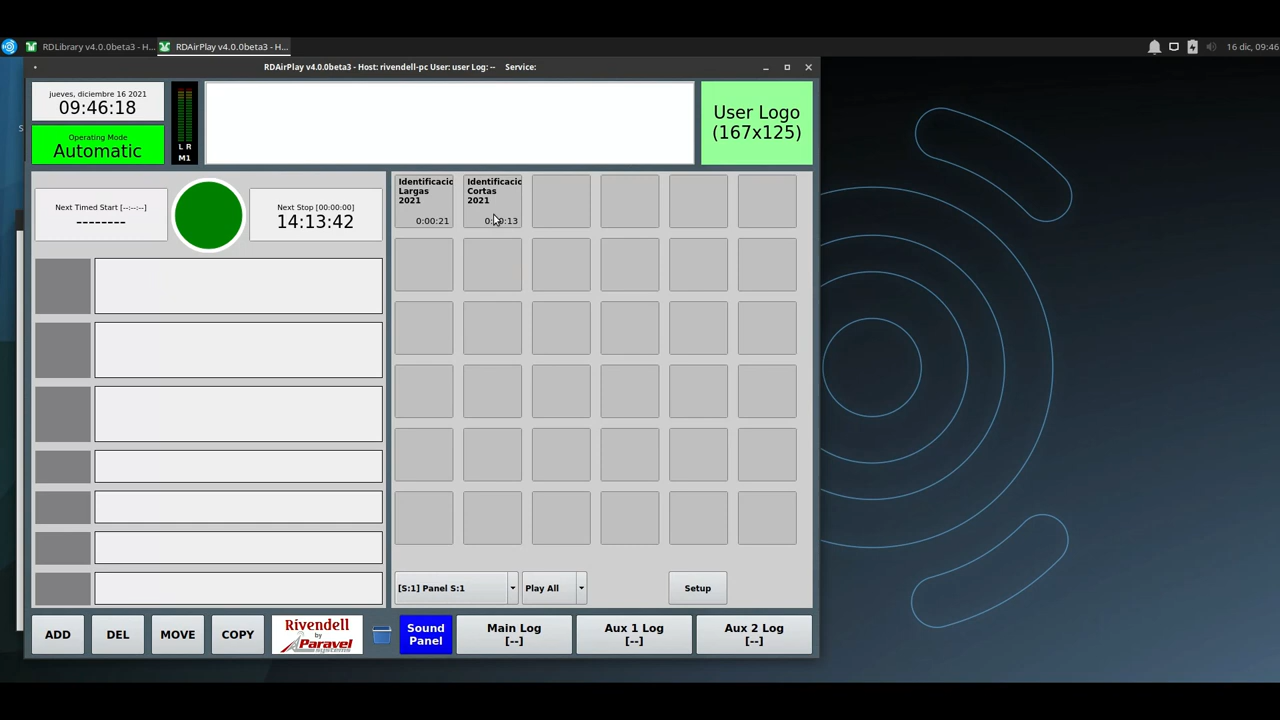 RDLibrary v4.0.0beta3 - H...
RDAirPlay v4.0.0beta3 - H...
16 dic, 09:46
RDAirPlay v4.0.0beta3 - Host: rivendell-pc User: user Log: -- Service:
jueves, diciembre 16 2021
09:46:18
Operating Mode
Automatic
L R
M1
User Logo
(167x125)
Next Timed Start [--:--:--]
--------
Next Stop [00:00:00]
14:13:42
Identificacio
Largas
2021
0:00:21
Identificacio
Cortas
2021
[S:1] Panel S:1
Play All
Setup
ADD
DEL
MOVE
COPY
Rivendell
by
Paravel
systems
Sound
Panel
Main Log
[--]
Aux 1 Log
[--]
Aux 2 Log
[--]